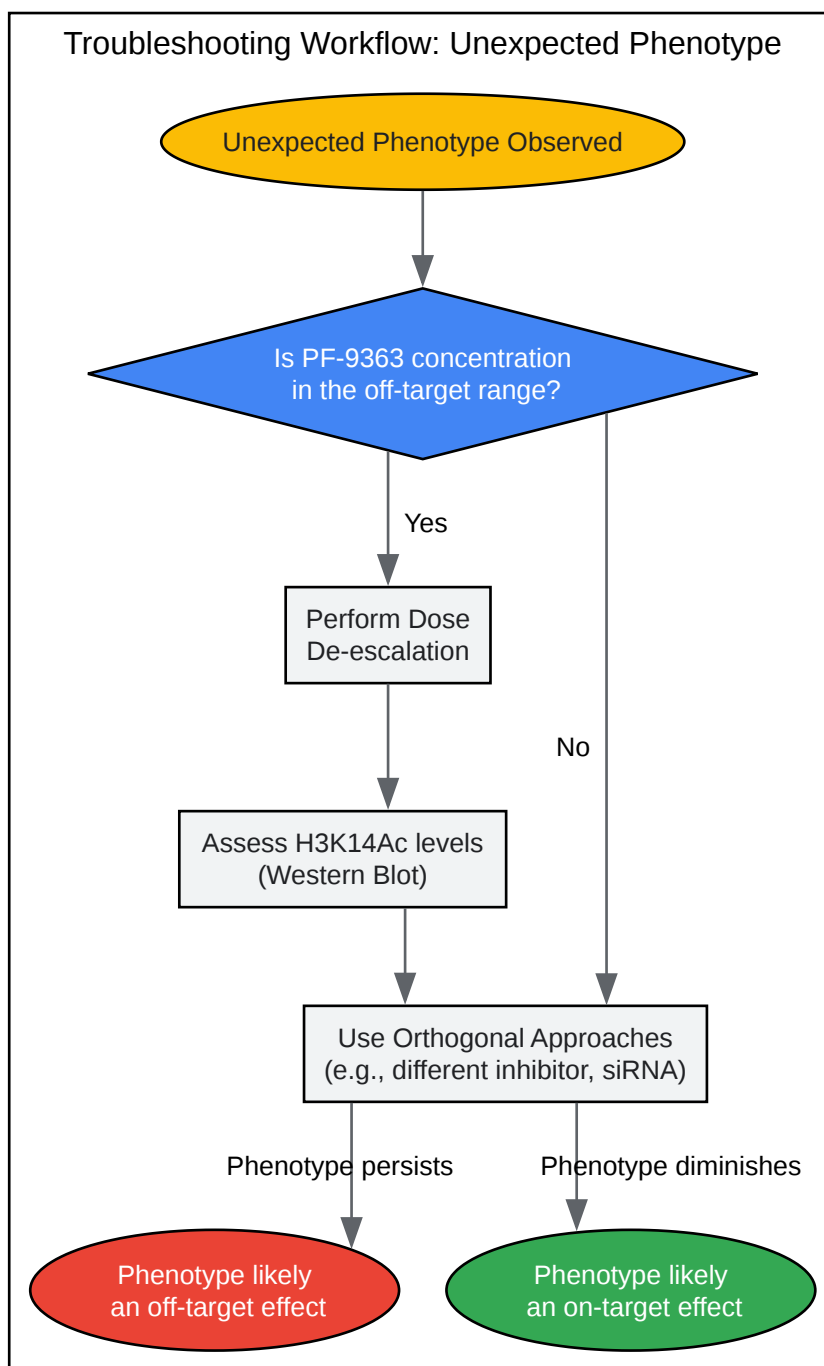 Troubleshooting Workflow: Unexpected Phenotype
Unexpected Phenotype Observed
Is PF-9363 concentration
in the off-target range?
Yes
Perform Dose
De-escalation
No
Assess H3K14Ac levels
(Western Blot)
Use Orthogonal Approaches
(e.g., different inhibitor, siRNA)
Phenotype persists
Phenotype diminishes
Phenotype likely
an off-target effect
Phenotype likely
an on-target effect